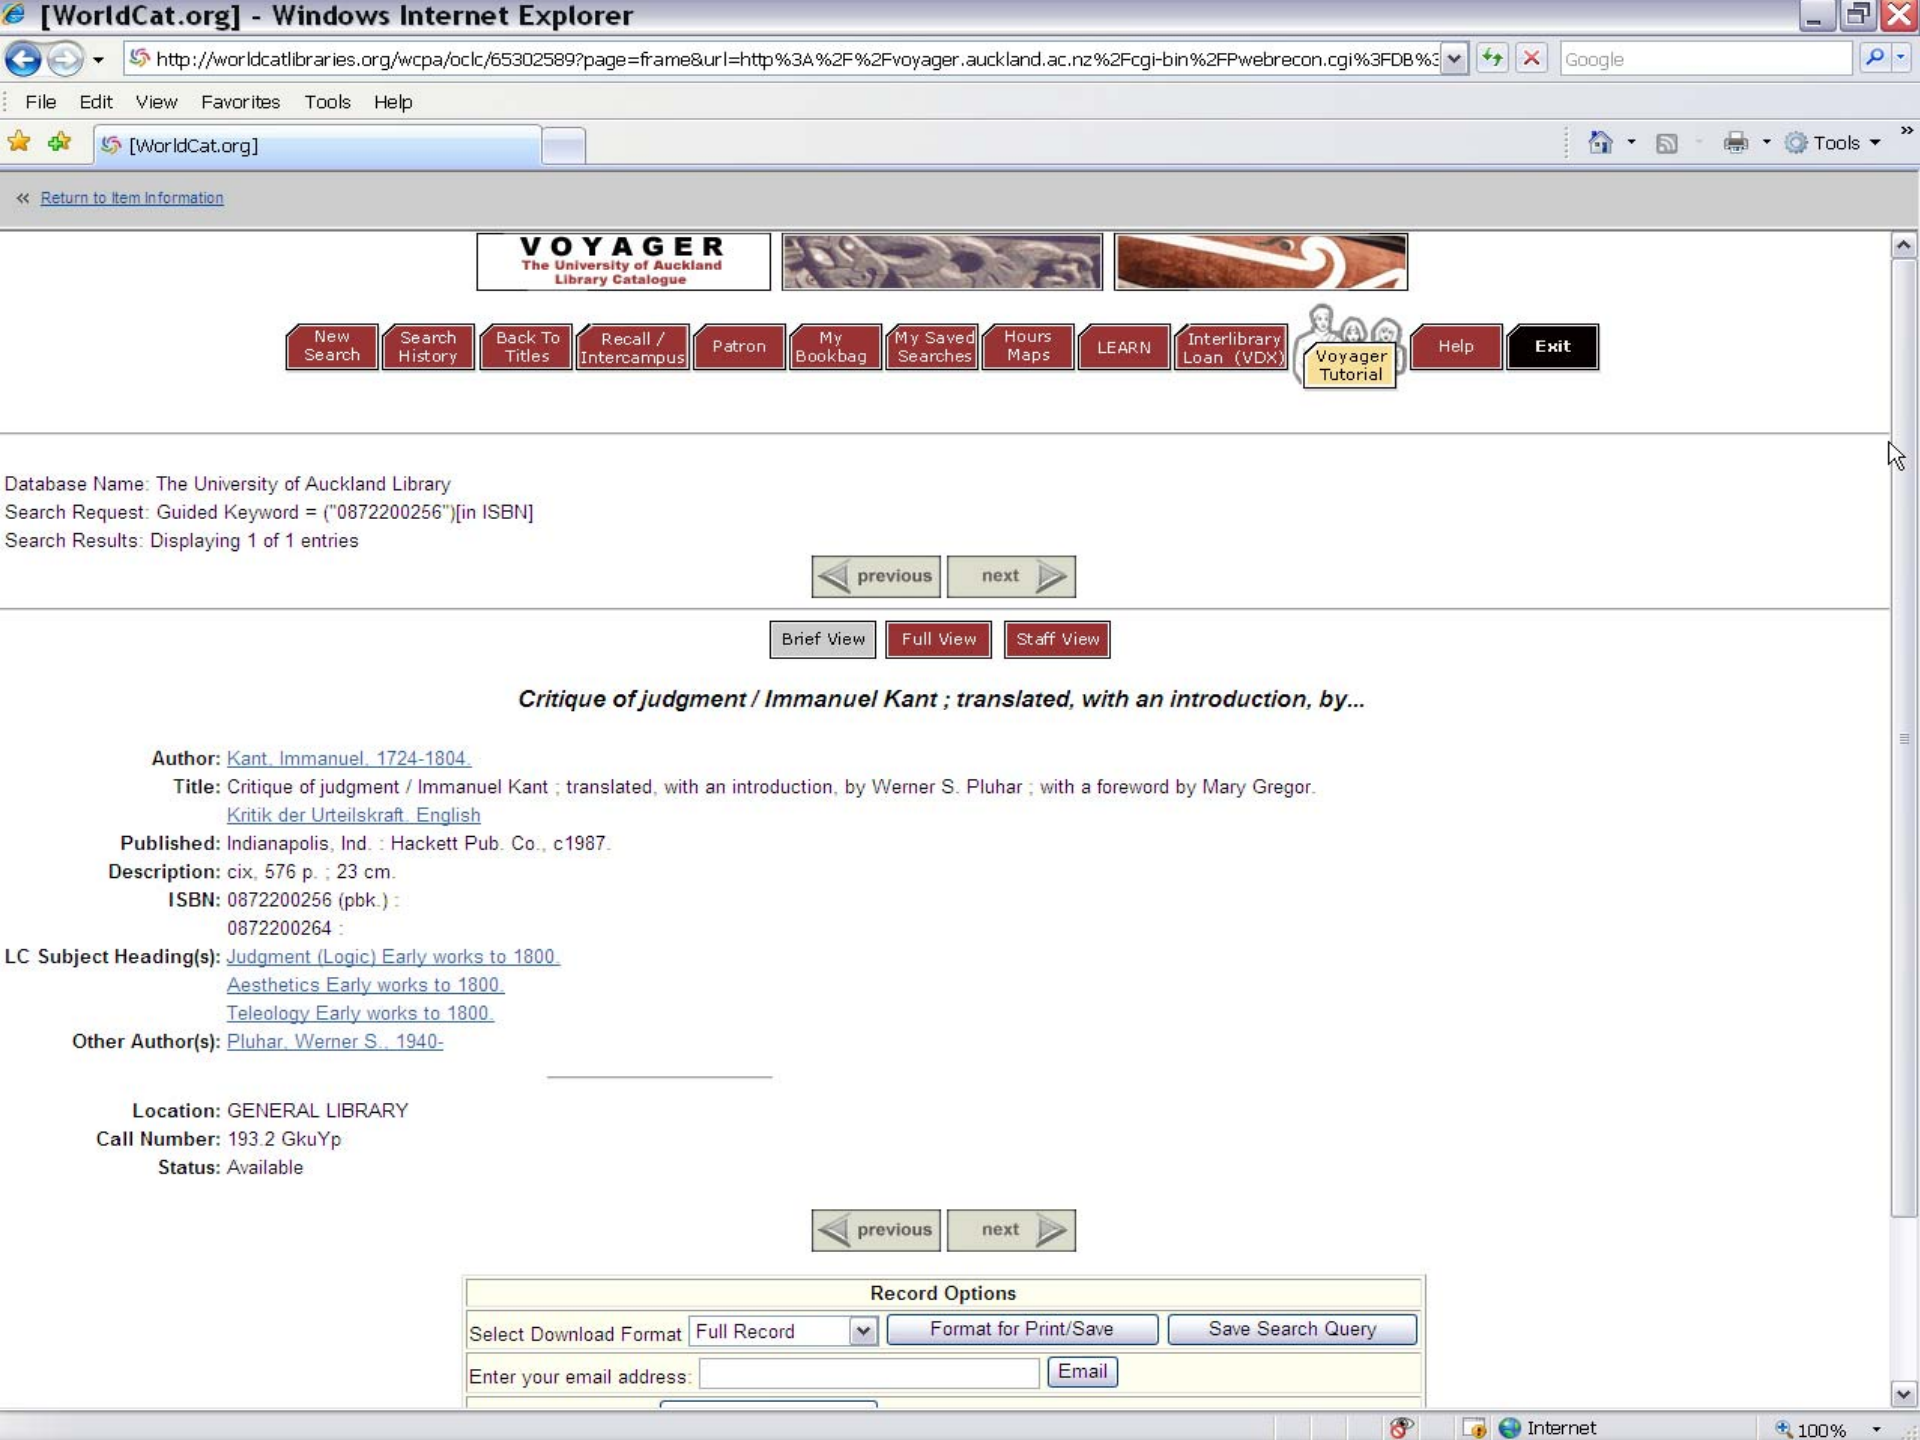 [WorldCat.org] - Windows Internet Explorer
http://worldcatlibraries.org/wcpa/oclc/65302589?page=frame&url=http%3A%2F%2Fvoyager.auckland.ac.nz%2Fcgi-bin%2FPwebrecon.cgi%3FDB%3
Google
File Edit View Favorites Tools Help
[WorldCat.org]
Tools
« Return to Item Information
VOYAGER
The University of Auckland
Library Catalogue
New Search
Search History
Back To Titles
Recall / Intercampus
Patron
My Bookbag
My Saved Searches
Hours Maps
LEARN
Interlibrary Loan (VDX)
Voyager Tutorial
Help
Exit
Database Name: The University of Auckland Library
Search Request: Guided Keyword = ("0872200256")[in ISBN]
Search Results: Displaying 1 of 1 entries
previous next
Brief View Full View Staff View
Critique of judgment / Immanuel Kant ; translated, with an introduction, by...
Author: Kant, Immanuel, 1724-1804.
Title: Critique of judgment / Immanuel Kant ; translated, with an introduction, by Werner S. Pluhar ; with a foreword by Mary Gregor.
Kritik der Urteilskraft. English
Published: Indianapolis, Ind. : Hackett Pub. Co., c1987.
Description: cix, 576 p. ; 23 cm.
ISBN: 0872200256 (pbk.) :
0872200264 :
LC Subject Heading(s): Judgment (Logic) Early works to 1800.
Aesthetics Early works to 1800.
Teleology Early works to 1800.
Other Author(s): Pluhar, Werner S., 1940-
Location: GENERAL LIBRARY
Call Number: 193.2 GkuYp
Status: Available
previous next
Record Options
Select Download Format Full Record Format for Print/Save Save Search Query
Enter your email address: Email
Internet 100%